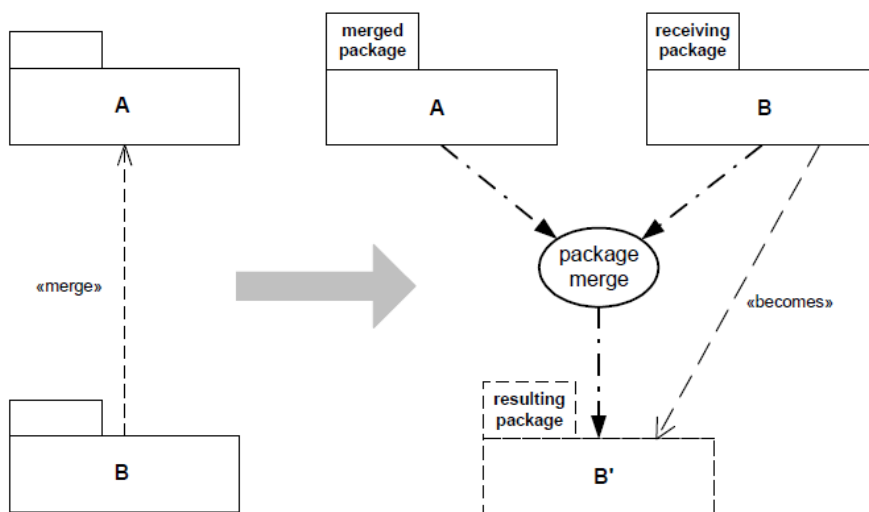 A
«merge»
B
merged
package
A
receiving
package
B
package
merge
«becomes»
resulting
package
B'